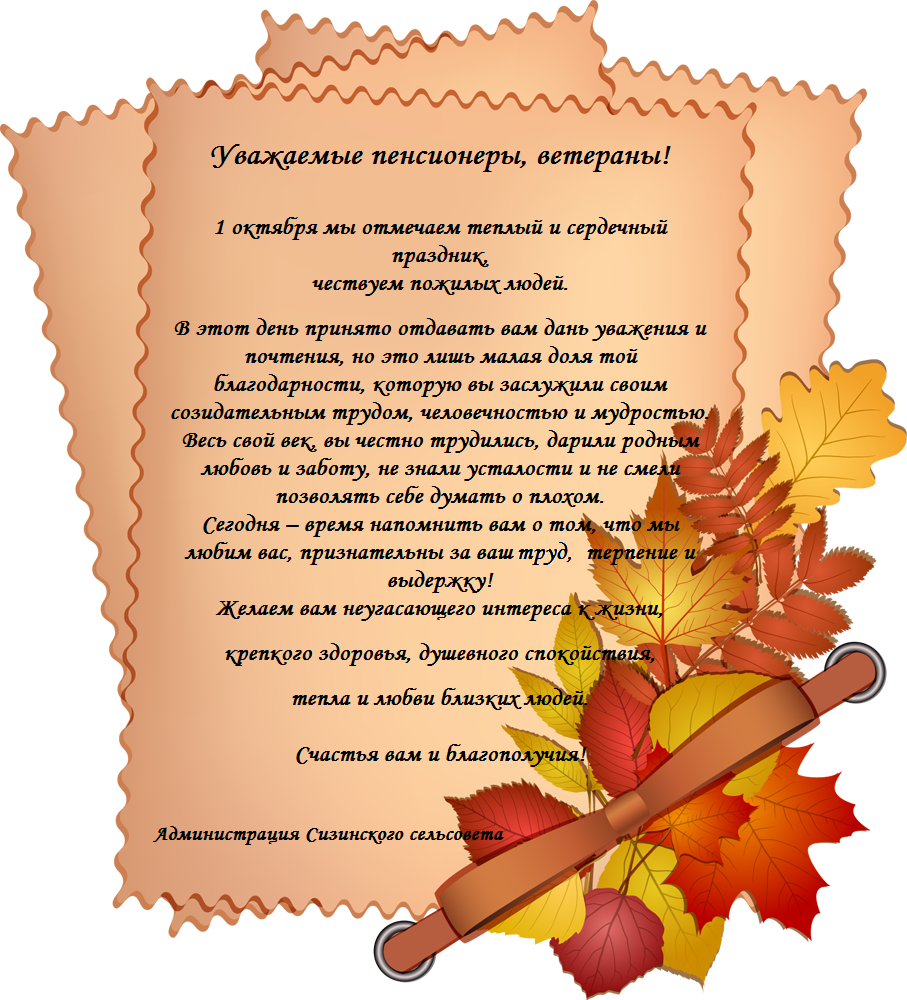 Уважаемые пенсионеры, ветераны!
1 октября мы отмечаем теплый и сердечный
праздник,
чествуем пожилых людей.
В этот день принято отдавать вам дань уважения и
почтения, но это лишь малая доля той
благодарности, которую вы заслужили своим
созидательным трудом, человечностью и мудростью.
Весь свой век, вы честно трудились, дарили родным
любовь и заботу, не знали усталости и не смели
позволять себе думать о плохом.
Сегодня – время напомнить вам о том, что мы
любим вас, признательны за ваш труд,  терпение и
выдержку!
Желаем вам неугасающего интереса к жизни,
крепкого здоровья, душевного спокойствия,
тепла и любви близких людей.
Счастья вам и благополучия!
Администрация Сизинского сельсовета